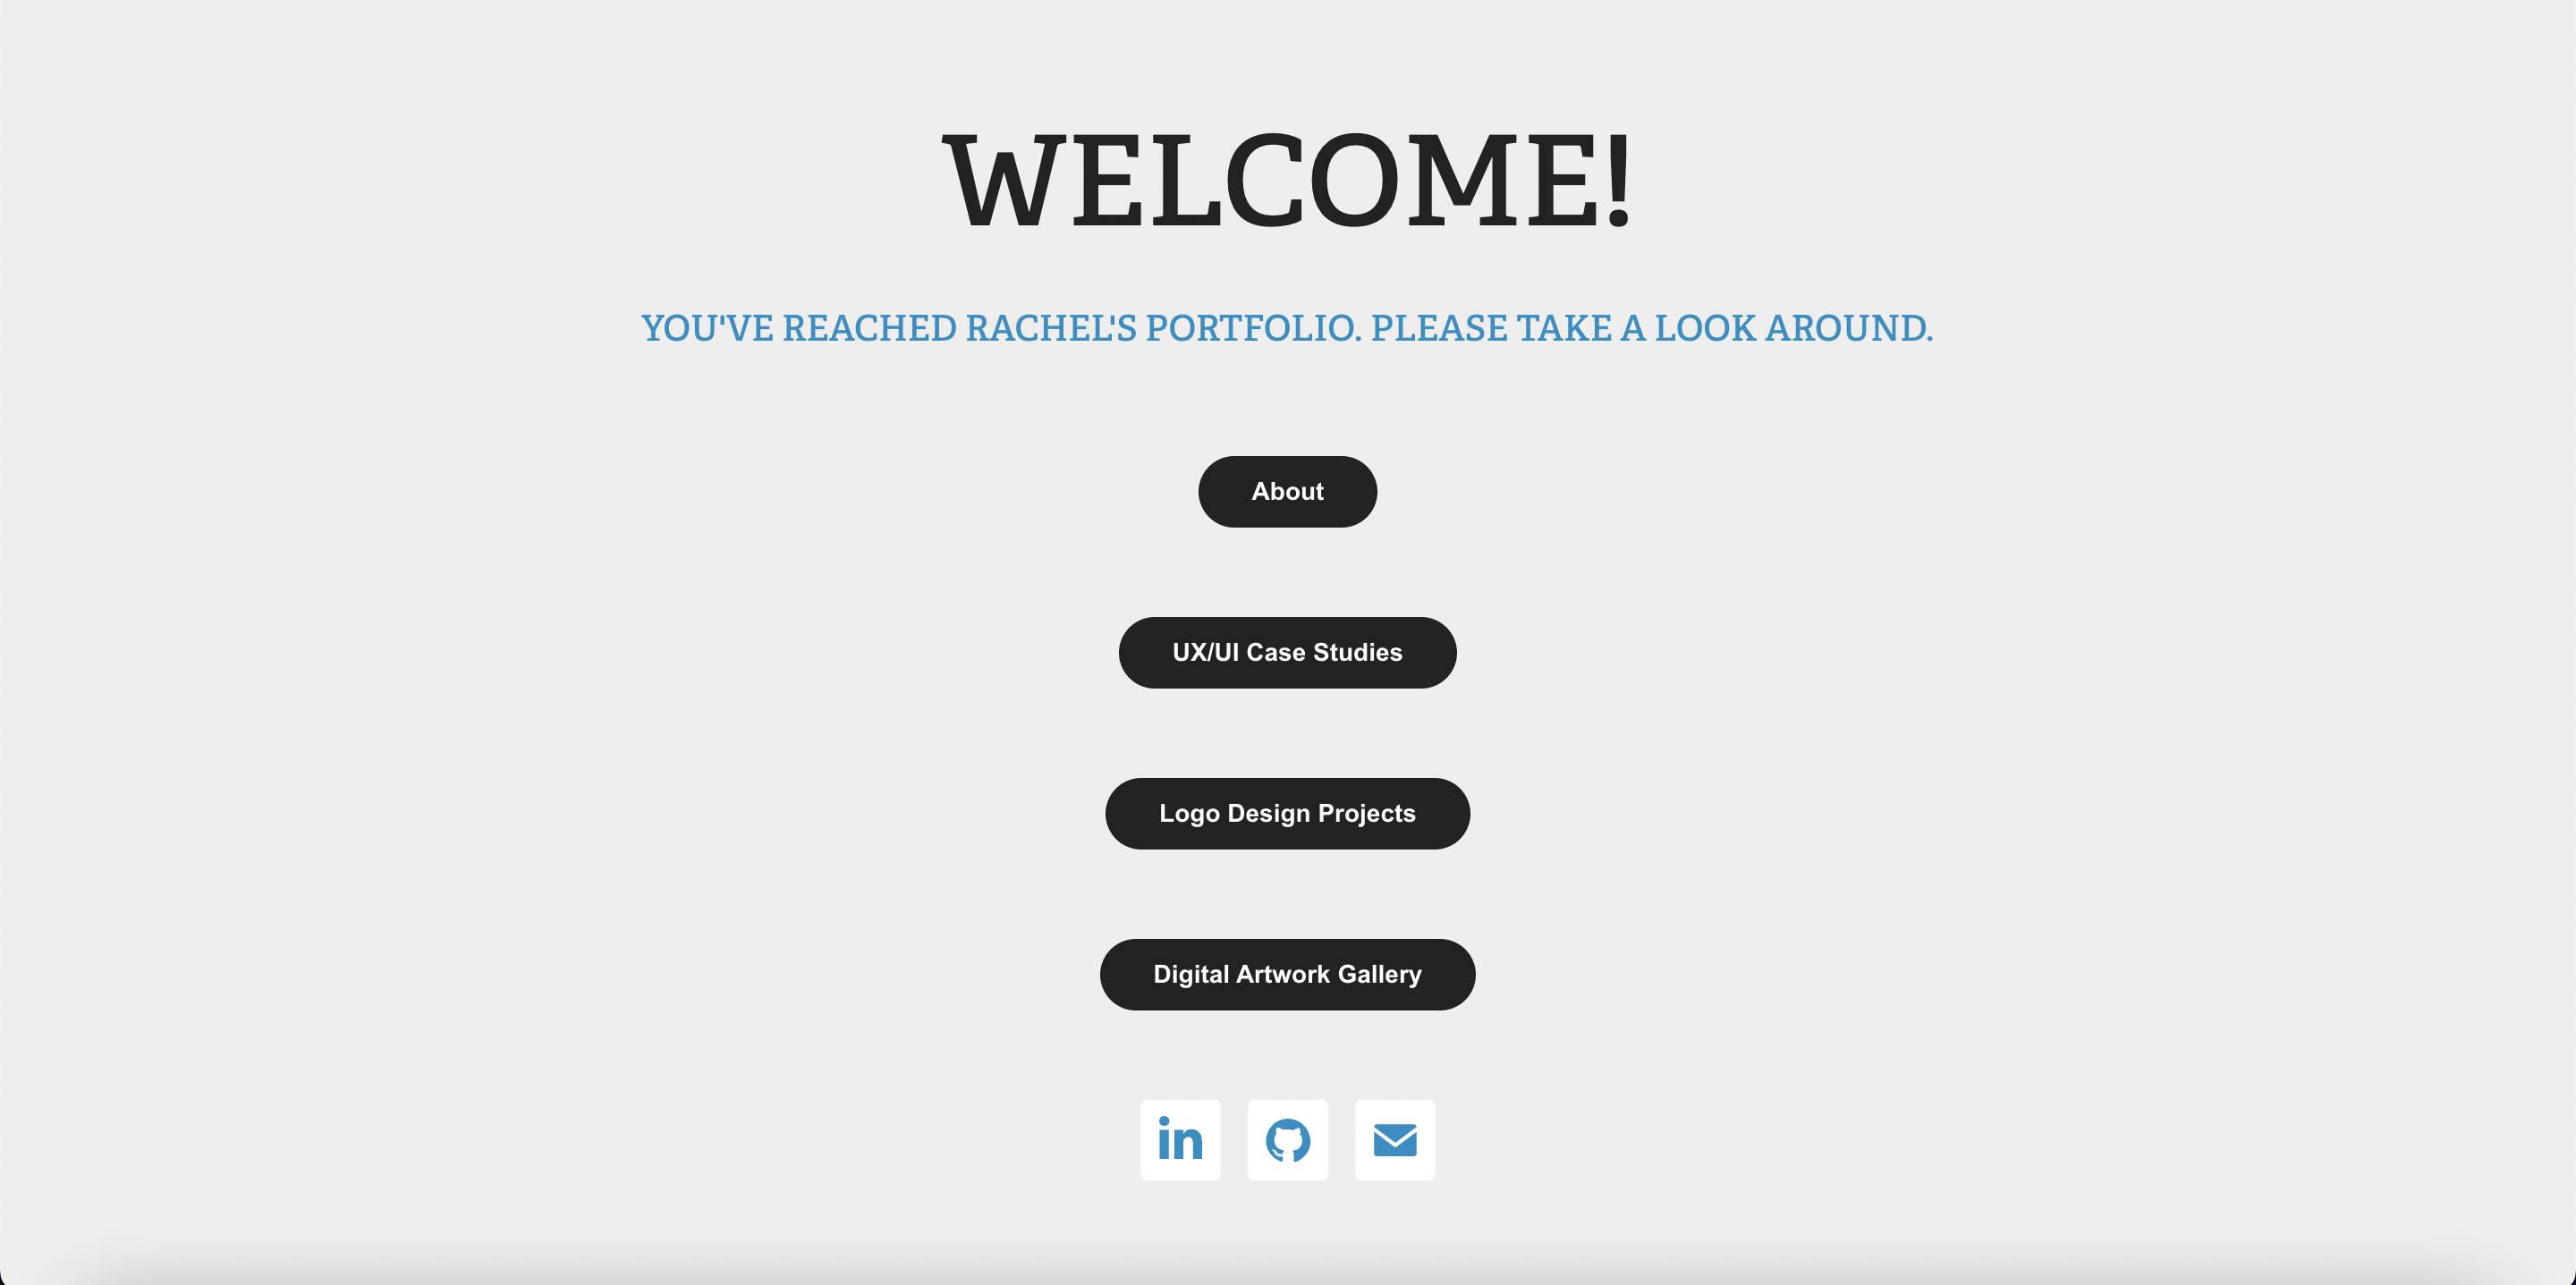 WELCOME!
YOU'VE REACHED RACHEL'S PORTFOLIO. PLEASE TAKE A LOOK AROUND.
About
UX/UI Case Studies
Logo Design Projects
Digital Artwork Gallery
in